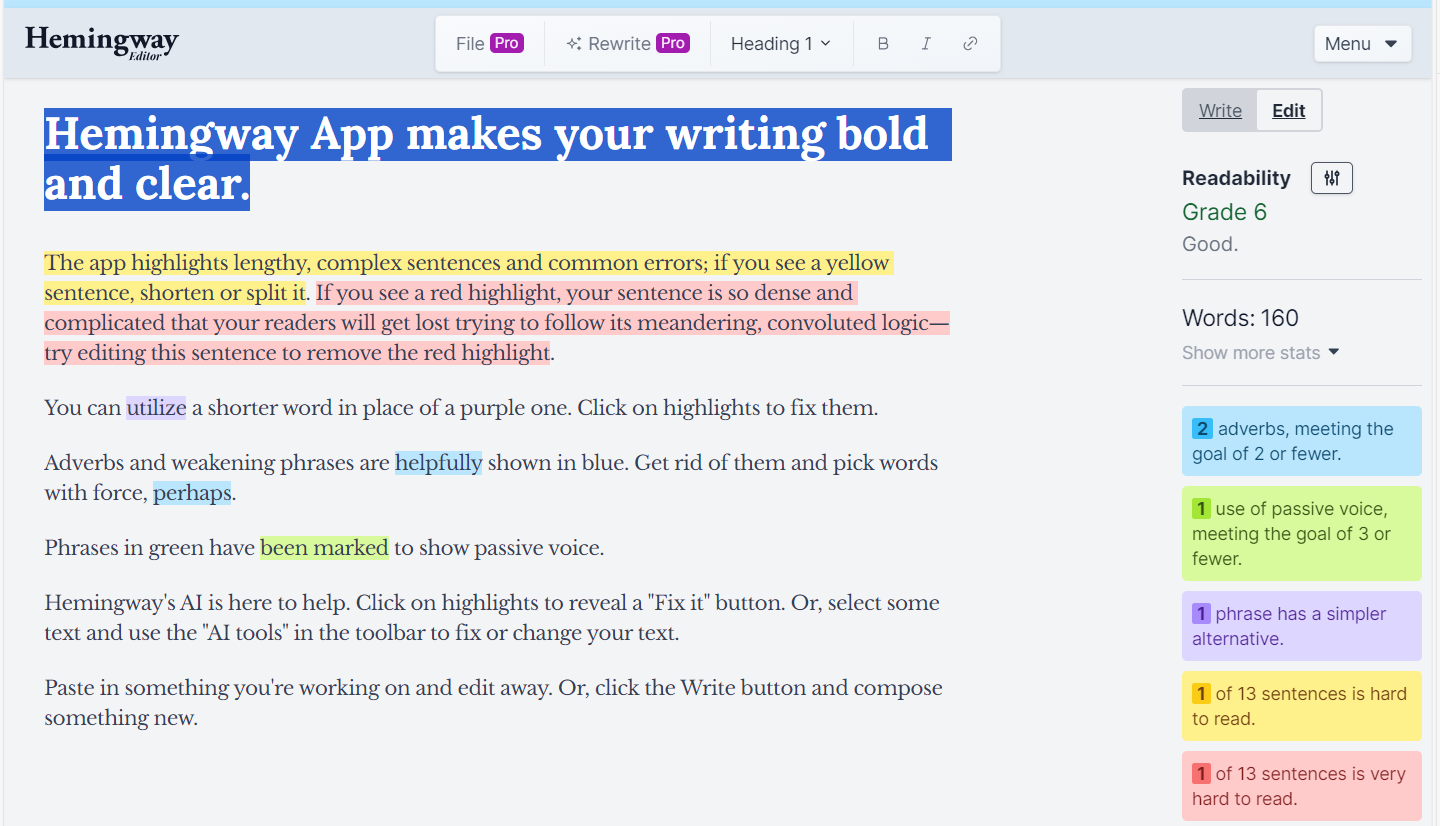 Hemingway
Editor
File Pro
Rewrite Pro
Heading 1
B I
Menu
Hemingway App makes your writing bold
and clear.
The app highlights lengthy, complex sentences and common errors; if you see a yellow
sentence, shorten or split it. If you see a red highlight, your sentence is so dense and
complicated that your readers will get lost trying to follow its meandering, convoluted logic—
try editing this sentence to remove the red highlight.
You can utilize a shorter word in place of a purple one. Click on highlights to fix them.
Adverbs and weakening phrases are helpfully shown in blue. Get rid of them and pick words
with force, perhaps.
Phrases in green have been marked to show passive voice.
Hemingway's AI is here to help. Click on highlights to reveal a "Fix it" button. Or, select some
text and use the "AI tools" in the toolbar to fix or change your text.
Paste in something you're working on and edit away. Or, click the Write button and compose
something new.
Write Edit
Readability
Grade 6
Good.
Words: 160
Show more stats
2 adverbs, meeting the
goal of 2 or fewer.
1 use of passive voice,
meeting the goal of 3 or
fewer.
1 phrase has a simpler
alternative.
1 of 13 sentences is hard
to read.
1 of 13 sentences is very
hard to read.